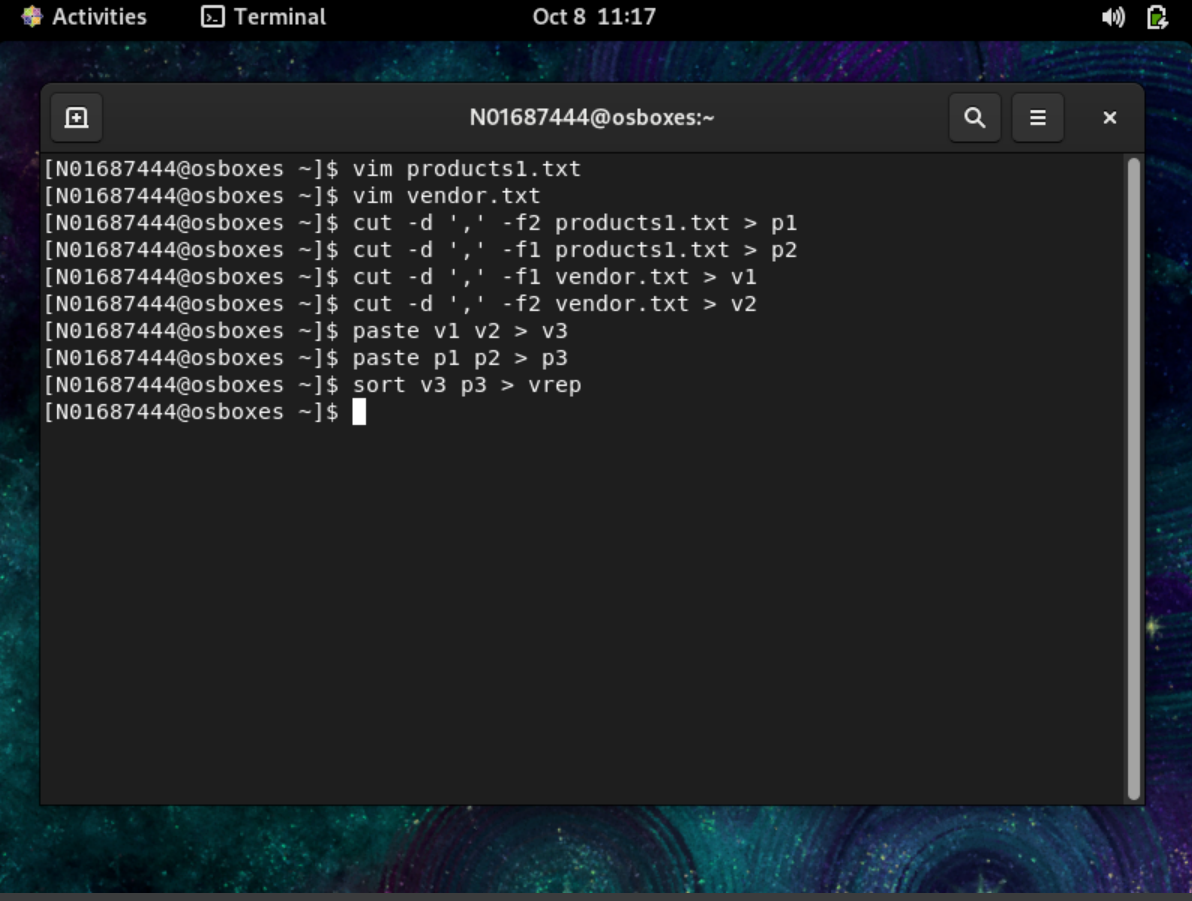 Activities Terminal Oct 8 11:17
N01687444@osboxes:~
[N01687444@osboxes ~]$ vim products1.txt
[N01687444@osboxes ~]$ vim vendor.txt
[N01687444@osboxes ~]$ cut -d ',' -f2 products1.txt > p1
[N01687444@osboxes ~]$ cut -d ',' -f1 products1.txt > p2
[N01687444@osboxes ~]$ cut -d ',' -f1 vendor.txt > v1
[N01687444@osboxes ~]$ cut -d ',' -f2 vendor.txt > v2
[N01687444@osboxes ~]$ paste v1 v2 > v3
[N01687444@osboxes ~]$ paste p1 p2 > p3
[N01687444@osboxes ~]$ sort v3 p3 > vrep
[N01687444@osboxes ~]$